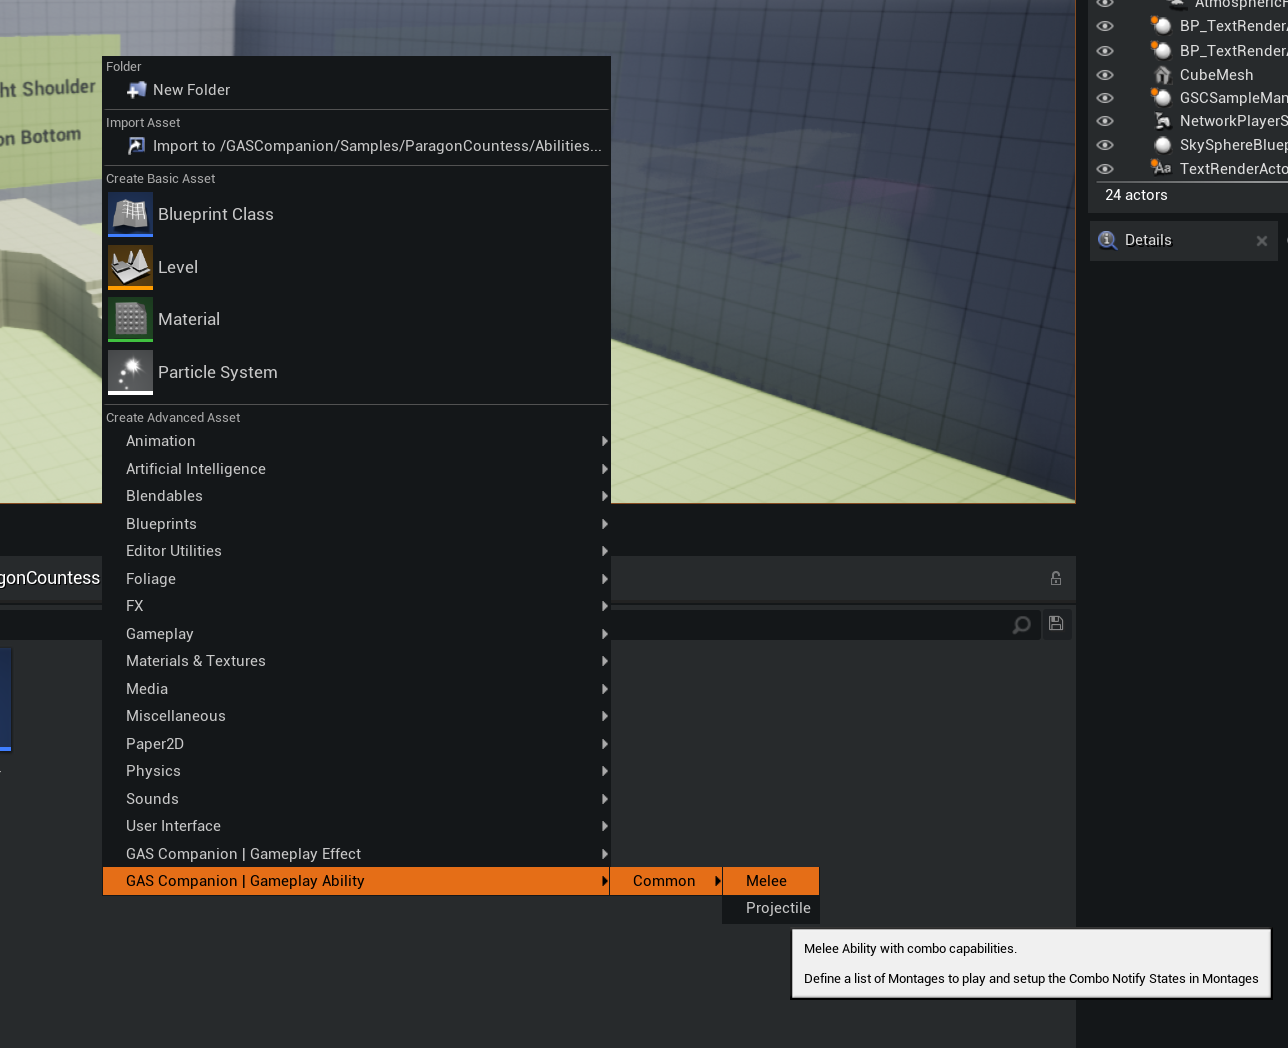 ht Shoulder
on Bottom
Folder
New Folder
Import Asset
Import to /GASCompanion/Samples/ParagonCountess/Abilities...
Create Basic Asset
Blueprint Class
Level
Material
Particle System
Create Advanced Asset
Animation
Artificial Intelligence
Blendables
Blueprints
Editor Utilities
Foliage
FX
Gameplay
Materials & Textures
Media
Miscellaneous
Paper2D
Physics
Sounds
User Interface
GAS Companion | Gameplay Effect
GAS Companion | Gameplay Ability
Common
Melee
Projectile
Melee Ability with combo capabilities.
Define a list of Montages to play and setup the Combo Notify States in Montages
gonCountess
BP_TextRender
BP_TextRender
CubeMesh
GSCSampleMan
NetworkPlayerS
SkySphereBluep
Aa TextRenderActo
24 actors
Details